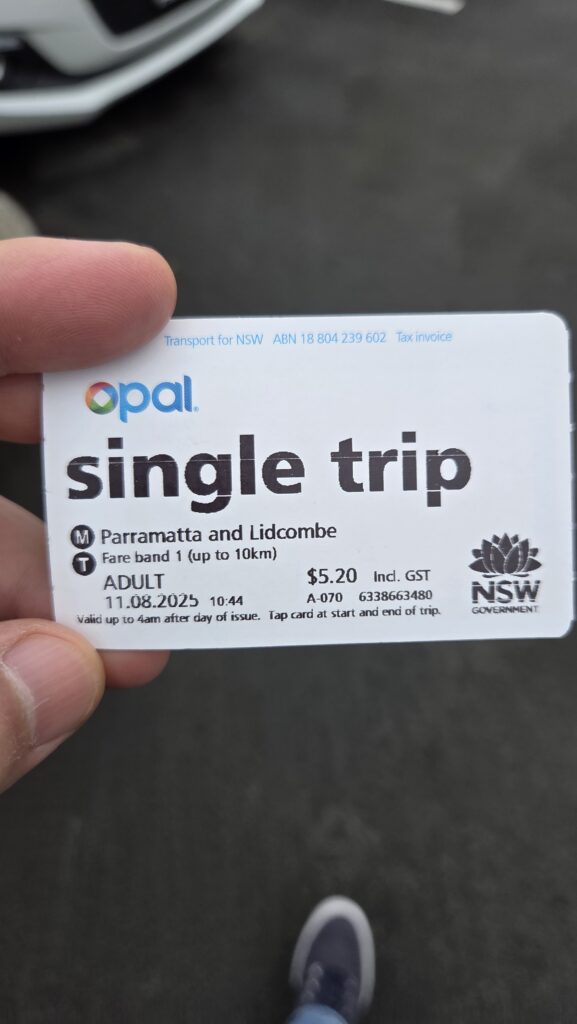 Transport for NSW ABN 18 804 239 602 Tax invoice
opal.
single trip
M Parramatta and Lidcombe
T Fare band 1 (up to 10km)
ADULT $5.20 Incl. GST
11.08.2025 10:44 A-070 6338663480
Valid up to 4am after day of issue. Tap card at start and end of trip.
NSW
GOVERNMENT